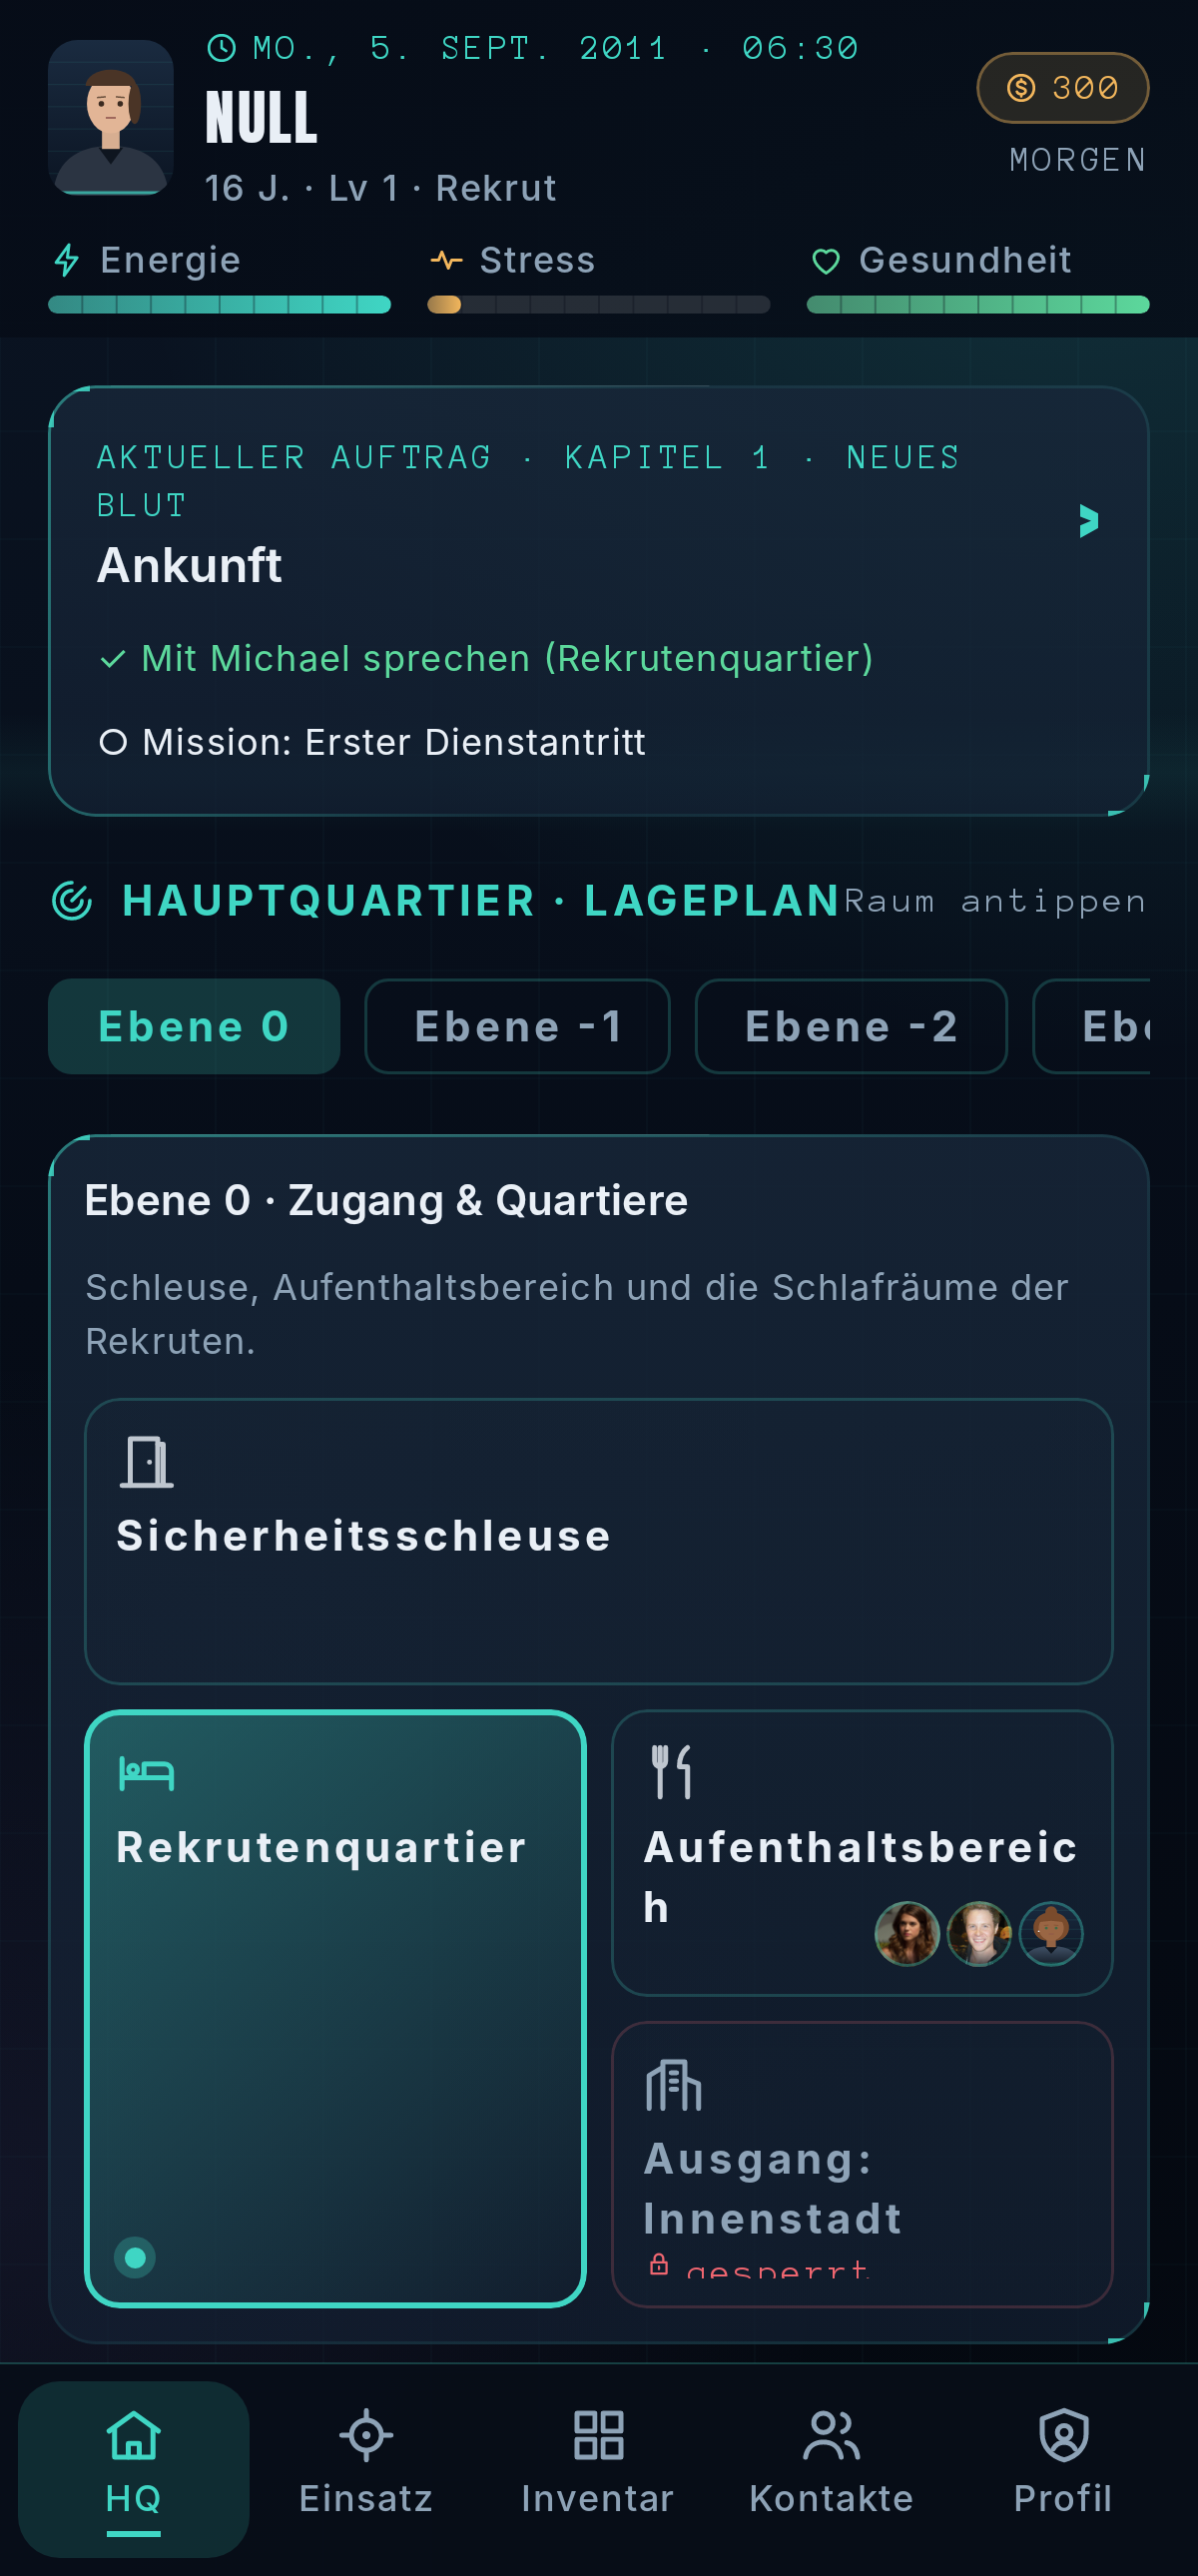 MO., 5. SEPT. 2011 · 06:30
NULL
16 J. · Lv 1 · Rekrut
300
MORGEN
Energie
Stress
Gesundheit
AKTUELLER AUFTRAG · KAPITEL 1 · NEUES
BLUT
Ankunft
Mit Michael sprechen (Rekrutenquartier)
Mission: Erster Dienstantritt
HAUPTQUARTIER · LAGEPLAN Raum antippen
Ebene 0
Ebene -1
Ebene -2
Ebe
Ebene 0 · Zugang & Quartiere
Schleuse, Aufenthaltsbereich und die Schlafräume der
Rekruten.
Sicherheitsschleuse
Rekrutenquartier
Aufenthaltsbereic
h
Ausgang:
Innenstadt
gesperrt
HQ
Einsatz
Inventar
Kontakte
Profil